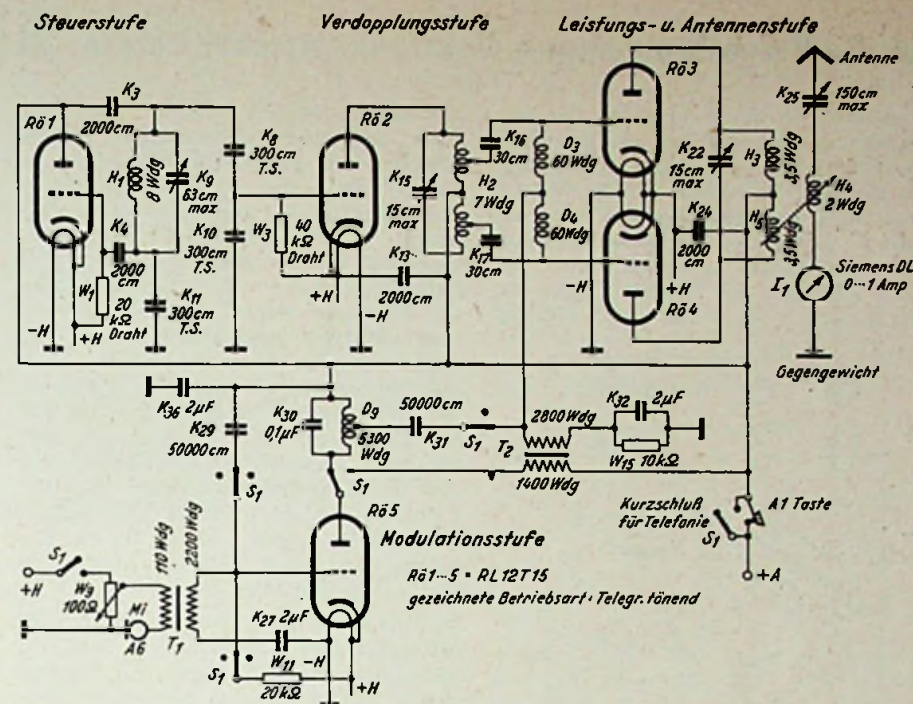 Steuerstufe
Verdopplungsstufe
Leistungs- u. Antennenstufe
Rö1
K3
2000cm
H1
8 Wdg
K9
63cm
max
K4
2000
cm
W1
20
kΩ
Draht
K11
300cm
T.S.
-H
+H
K8
300cm
T.S.
K10
300cm
T.S.
W3
40
kΩ
Draht
Rö2
+H
-H
K13
2000cm
K15
15cm
max
H2
7Wdg
K16
30cm
K17
30cm
D3
60Wdg
D4
60Wdg
Rö3
Rö4
-H
+H
K22
15cm
max
K24
2000
cm
H3
H5
H4
2Wdg
K25
150cm
max
Antenne
Siemens DL
0...1 Amp
I1
Gegengewicht
K36
2µF
K29
50000cm
K30
0,1µF
D9
5300
Wdg
50000cm
K31
S1
T2
2800Wdg
1400Wdg
K32
2µF
W15
10kΩ
S1
S1
Rö5
Modulationsstufe
Rö1...5 = RL12T15
gezeichnete Betriebsart: Telegr. tönend
Kurzschluß
für Telefonie
S1
A1 Taste
+A
S1
+H
W9
100Ω
Mi
A6
110Wdg
2200Wdg
T1
K27
2µF
-H
S1
W11
20kΩ
+H